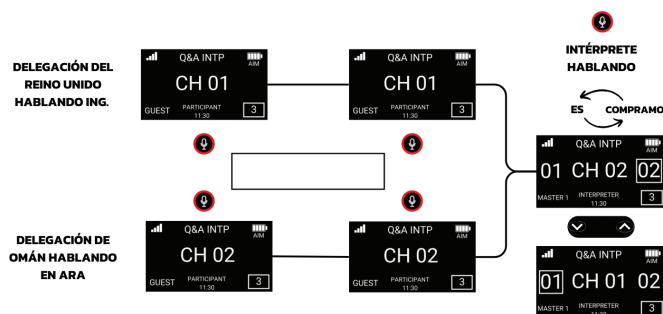 INTÉRPRETE
HABLANDO
ES COMPRAMO
DELEGACIÓN DEL
REINO UNIDO
HABLANDO ING.
Q&A INTP
AIM
CH 01
GUEST
PARTICIPANT
11:30
3
Q&A INTP
AIM
CH 01
GUEST
PARTICIPANT
11:30
3
Q&A INTP
AIM
01 CH 02 02
MASTER 1
INTERPRETER
11:30
3
DELEGACIÓN DE
OMÁN HABLANDO
EN ARA
Q&A INTP
AIM
CH 02
GUEST
PARTICIPANT
11:30
3
Q&A INTP
AIM
CH 02
GUEST
PARTICIPANT
11:30
3
Q&A INTP
AIM
01 CH 01 02
MASTER 1
INTERPRETER
11:30
3